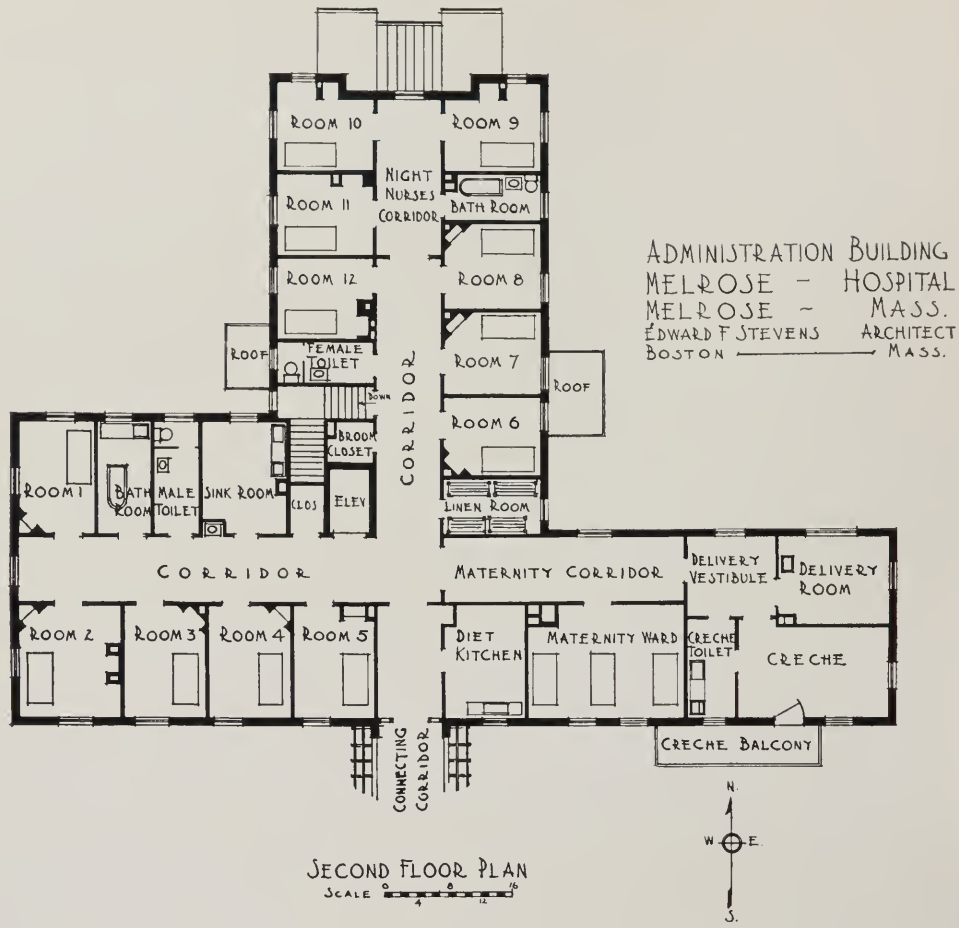 ROOM 10
ROOM 9
NIGHT
NURSES
CORRIDOR
BATH ROOM
ROOM 11
ROOM 8
ROOM 12
ROOM 7
ROOF
FEMALE
TOILET
DOWN
CORRIDOR
ROOF
ROOM 6
BROOM
CLOSET
LINEN ROOM
ROOM 1
BATH
ROOM
MALE
TOILET
SINK ROOM
CLOS
ELEV
CORRIDOR
MATERNITY CORRIDOR
DELIVERY
VESTIBULE
DELIVERY
ROOM
ROOM 2
ROOM 3
ROOM 4
ROOM 5
DIET
KITCHEN
MATERNITY WARD
CRECHE
TOILET
CRECHE
CONNECTING
CORRIDOR
CRECHE BALCONY
ADMINISTRATION BUILDING
MELROSE - HOSPITAL
MELROSE ~ MASS.
EDWARD F STEVENS ARCHITECT
BOSTON MASS.
N.
W E.
S.
SECOND FLOOR PLAN
SCALE 0 4 8 12 16